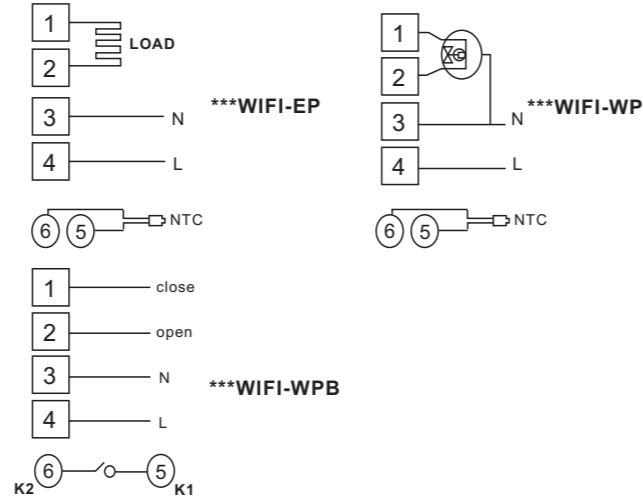 1
LOAD
2
3 N
4 L
***WIFI-EP
6 5 NTC
1
2
3 N
4 L
***WIFI-WP
6 5 NTC
1 close
2 open
3 N
4 L
***WIFI-WPB
K2 6 5 K1